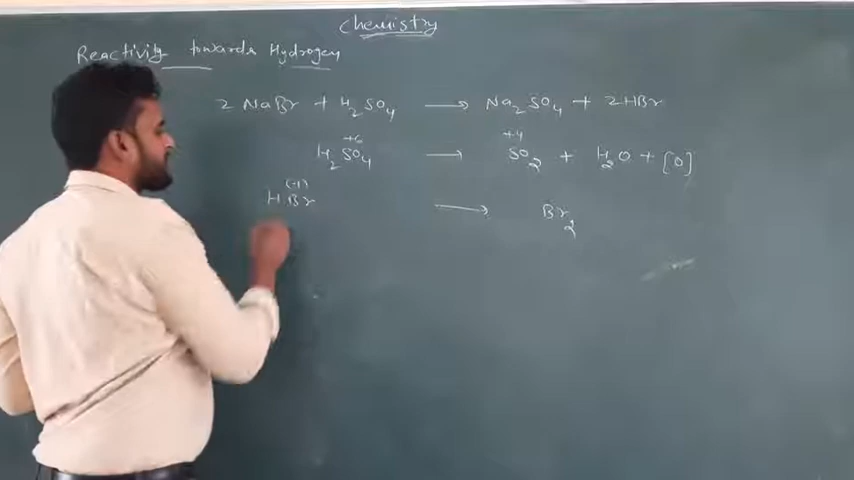 Chemistry
Reactivity towards Hydrogen
2 NaBr + H₂SO₄ → Na₂SO₄ + 2HBr
+6 +4
H₂SO₄ → SO₂ + H₂O + [O]
(-1)
HBr → Br₂